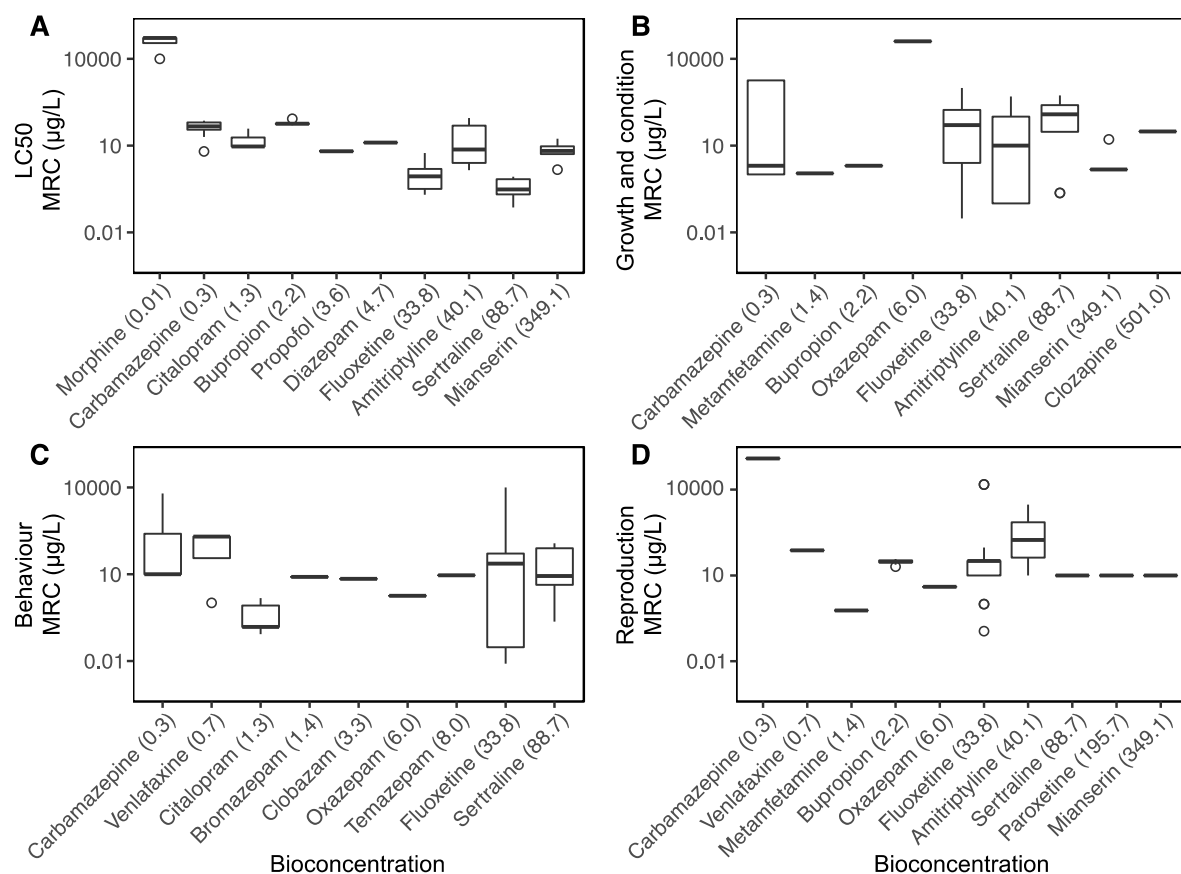 A
LC50
MRC (µg/L)
10000
10
0.01
Morphine (0.01)
Carbamazepine (0.3)
Citalopram (1.3)
Bupropion (2.2)
Propofol (3.6)
Diazepam (4.7)
Fluoxetine (33.8)
Amitriptyline (40.1)
Sertraline (88.7)
Mianserin (349.1)
B
Growth and condition
MRC (µg/L)
10000
10
0.01
Carbamazepine (0.3)
Metamfetamine (1.4)
Bupropion (2.2)
Oxazepam (6.0)
Fluoxetine (33.8)
Amitriptyline (40.1)
Sertraline (88.7)
Mianserin (349.1)
Clozapine (501.0)
C
Behaviour
MRC (µg/L)
10000
10
0.01
Carbamazepine (0.3)
Venlafaxine (0.7)
Citalopram (1.3)
Bromazepam (1.4)
Clobazam (3.3)
Oxazepam (6.0)
Temazepam (8.0)
Fluoxetine (33.8)
Sertraline (88.7)
Bioconcentration
D
Reproduction
MRC (µg/L)
10000
10
0.01
Carbamazepine (0.3)
Venlafaxine (0.7)
Metamfetamine (1.4)
Bupropion (2.2)
Oxazepam (6.0)
Fluoxetine (33.8)
Amitriptyline (40.1)
Sertraline (88.7)
Paroxetine (195.7)
Mianserin (349.1)
Bioconcentration